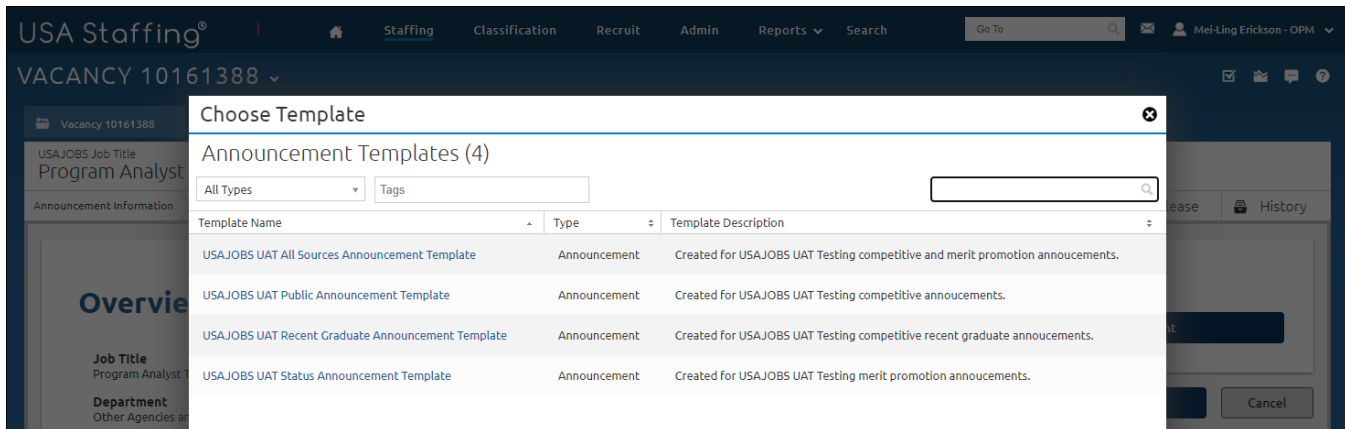 USA Staffing®
Staffing Classification Recruit Admin Reports Search Go To Mei-Ling Erickson - OPM
VACANCY 10161388
Vacancy 10161388
Choose Template
USAJOBS Job Title
Program Analyst
Announcement Templates (4)
All Types Tags
Announcement Information lease History
Template Name Type Template Description
USAJOBS UAT All Sources Announcement Template Announcement Created for USAJOBS UAT Testing competitive and merit promotion annoucements.
USAJOBS UAT Public Announcement Template Announcement Created for USAJOBS UAT Testing competitive annoucements.
Overvie
USAJOBS UAT Recent Graduate Announcement Template Announcement Created for USAJOBS UAT Testing competitive recent graduate annoucements.
nt
Job Title
Program Analyst T
USAJOBS UAT Status Announcement Template Announcement Created for USAJOBS UAT Testing merit promotion annoucements.
Department
Other Agencies an
Cancel